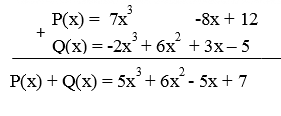 P(x) = 7x³ -8x + 12
+
Q(x) = -2x³ + 6x² + 3x – 5
P(x) + Q(x) = 5x³ + 6x² - 5x + 7